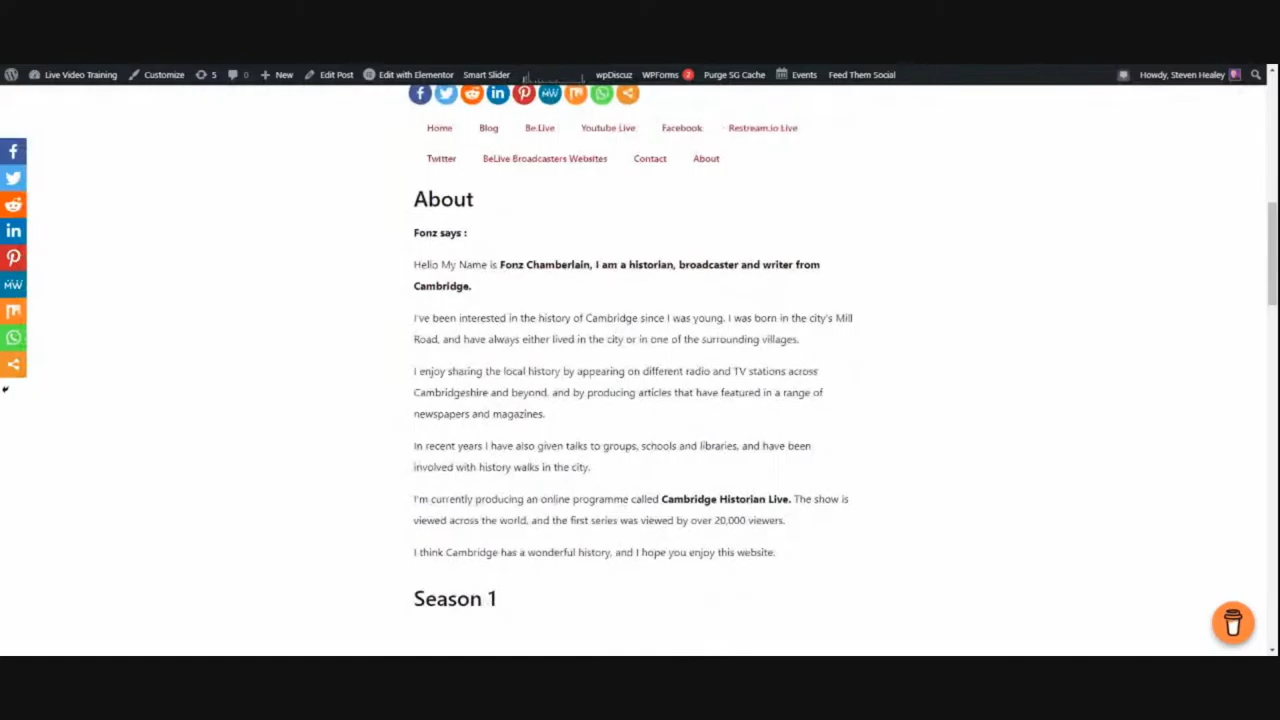 Live Video Training Customize 5 0 New Edit Post Edit with Elementor Smart Slider wpDiscuz WPForms 2 Purge SG Cache Events Feed Them Social Howdy, Steven Healey
Home Blog Be.Live Youtube Live Facebook Restream.io Live
Twitter BeLive Broadcasters Websites Contact About
About
Fonz says :
Hello My Name is Fonz Chamberlain, I am a historian, broadcaster and writer from
Cambridge.
I've been interested in the history of Cambridge since I was young. I was born in the city's Mill
Road, and have always either lived in the city or in one of the surrounding villages.
I enjoy sharing the local history by appearing on different radio and TV stations across
Cambridgeshire and beyond, and by producing articles that have featured in a range of
newspapers and magazines.
In recent years I have also given talks to groups, schools and libraries, and have been
involved with history walks in the city.
I'm currently producing an online programme called Cambridge Historian Live. The show is
viewed across the world, and the first series was viewed by over 20,000 viewers.
I think Cambridge has a wonderful history, and I hope you enjoy this website.
Season 1